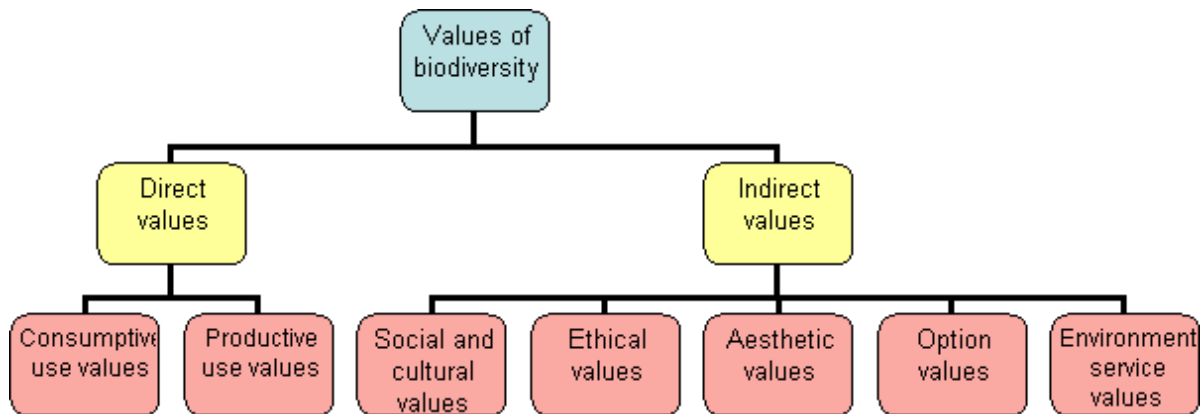 Values of
biodiversity
Direct
values
Indirect
values
Consumptive
use values
Productive
use values
Social and
cultural
values
Ethical
values
Aesthetic
values
Option
values
Environment
service
values